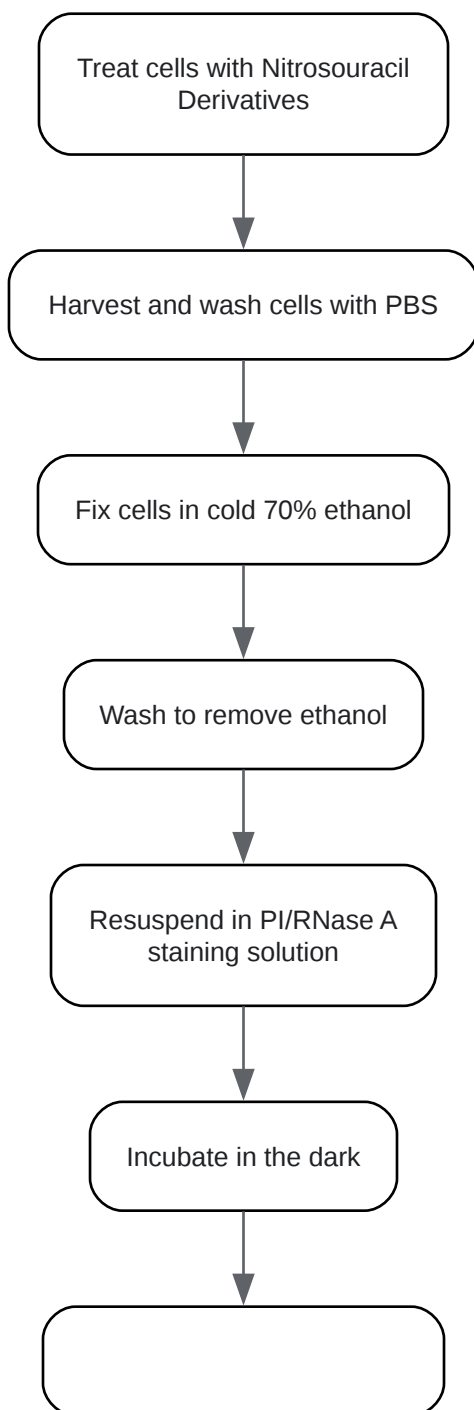 Treat cells with Nitrosouracil
Derivatives
Harvest and wash cells with PBS
Fix cells in cold 70% ethanol
Wash to remove ethanol
Resuspend in PI/RNase A
staining solution
Incubate in the dark